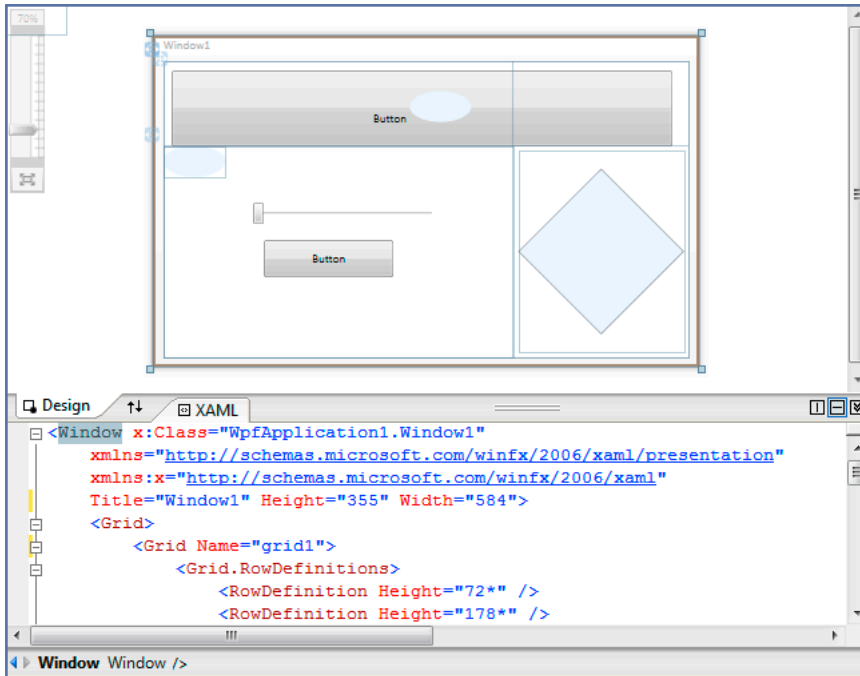 70%
Window1
Button
Button
Design
XAML
<Window x:Class="WpfApplication1.Window1"
xmlns="http://schemas.microsoft.com/winfx/2006/xaml/presentation"
xmlns:x="http://schemas.microsoft.com/winfx/2006/xaml"
Title="Window1" Height="355" Width="584">
<Grid>
<Grid Name="grid1">
<Grid.RowDefinitions>
<RowDefinition Height="72*" />
<RowDefinition Height="178*" />
Window Window />